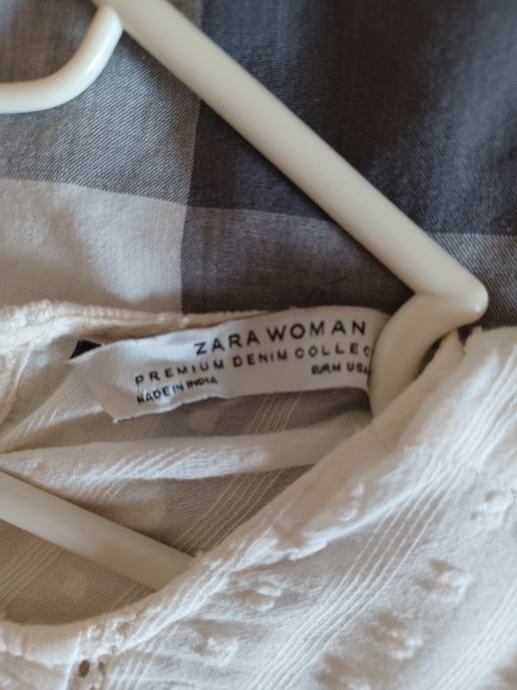 ZARA WOMAN
PREMIUM DENIM COLLEC
MADE IN INDIA
EUR M USA